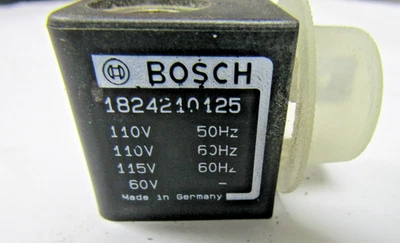 BOSCH
1824210125
110V 50Hz
110V 60Hz
115V 60Hz
60V -
Made in Germany